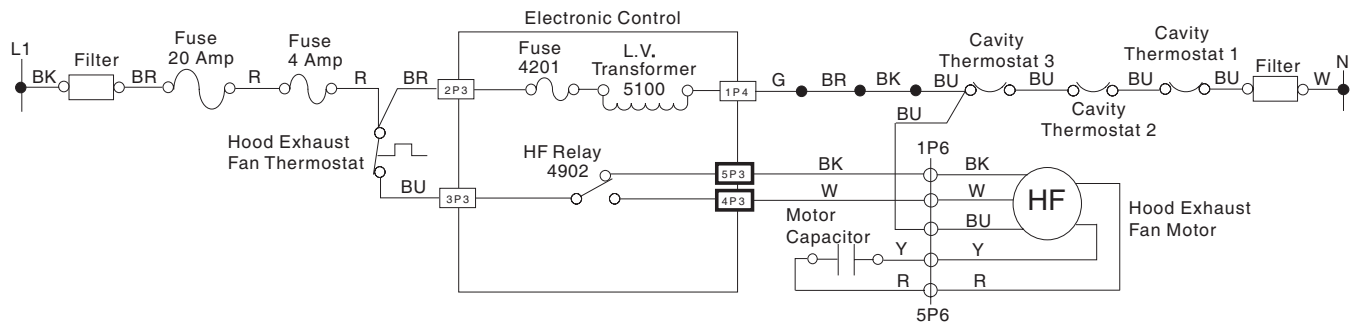 Electronic Control
L1
Filter
Fuse
20 Amp
Fuse
4 Amp
Fuse
4201
L.V.
Transformer
5100
Cavity
Thermostat 3
Cavity
Thermostat 1
Filter
N
BK
BR
R
R
BR
2P3
1P4
G
BR
BK
BU
BU
BU
BU
W
Cavity
Thermostat 2
BU
Hood Exhaust
Fan Thermostat
HF Relay
4902
1P6
BU
3P3
5P3
BK
BK
4P3
W
W
HF
Hood Exhaust
Fan Motor
Motor
Capacitor
BU
Y
Y
R
R
5P6